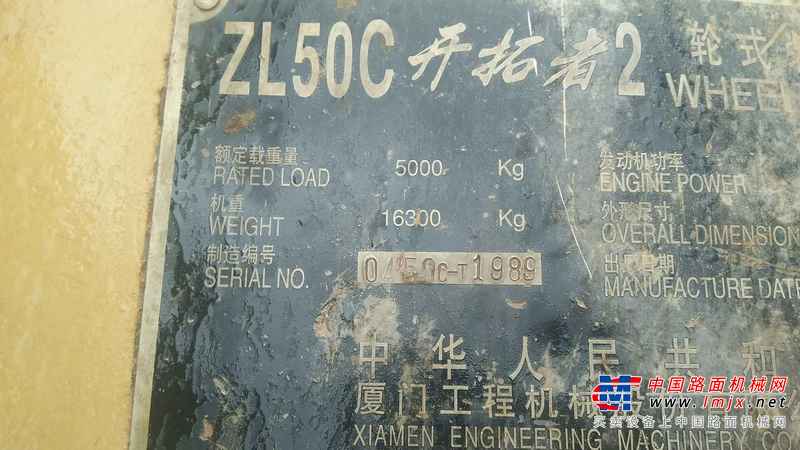 ZL50C 开拓者2 轮式
WHEEL
额定载重量 5000 Kg
RATED LOAD
机重 16300 Kg
WEIGHT
制造编号
SERIAL NO. 0450C-T1989
发动机功率
ENGINE POWER
外形尺寸
OVERALL DIMENSION
出厂日期
MANUFACTURE DATE
中华人民共和
厦门工程机械股
XIAMEN ENGINEERING MACHINERY CO
中国路面机械网
www.lmjx.net
买卖设备上中国路面机械网